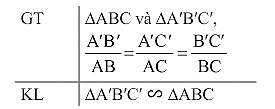 GT ΔABC và ΔA'B'C',
A'B'/AB = A'C'/AC = B'C'/BC
KL ΔA'B'C' ∽ ΔABC